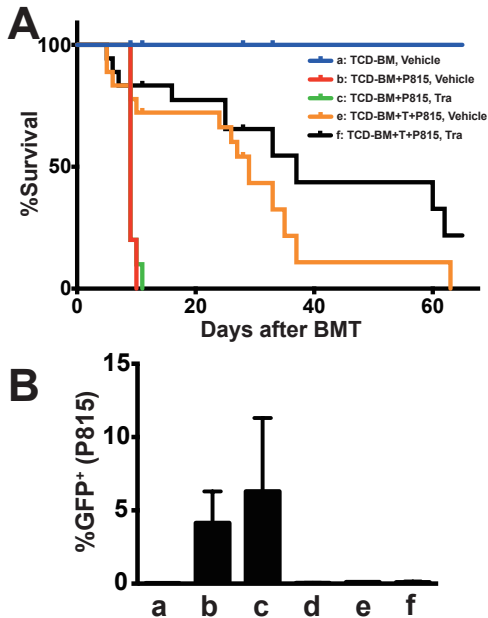 A
%Survival
100
50
0
0
20
40
60
Days after BMT
a: TCD-BM, Vehicle
b: TCD-BM+P815, Vehicle
c: TCD-BM+P815, Tra
e: TCD-BM+T+P815, Vehicle
f: TCD-BM+T+P815, Tra
B
%GFP⁺ (P815)
15
10
5
0
a b c d e f